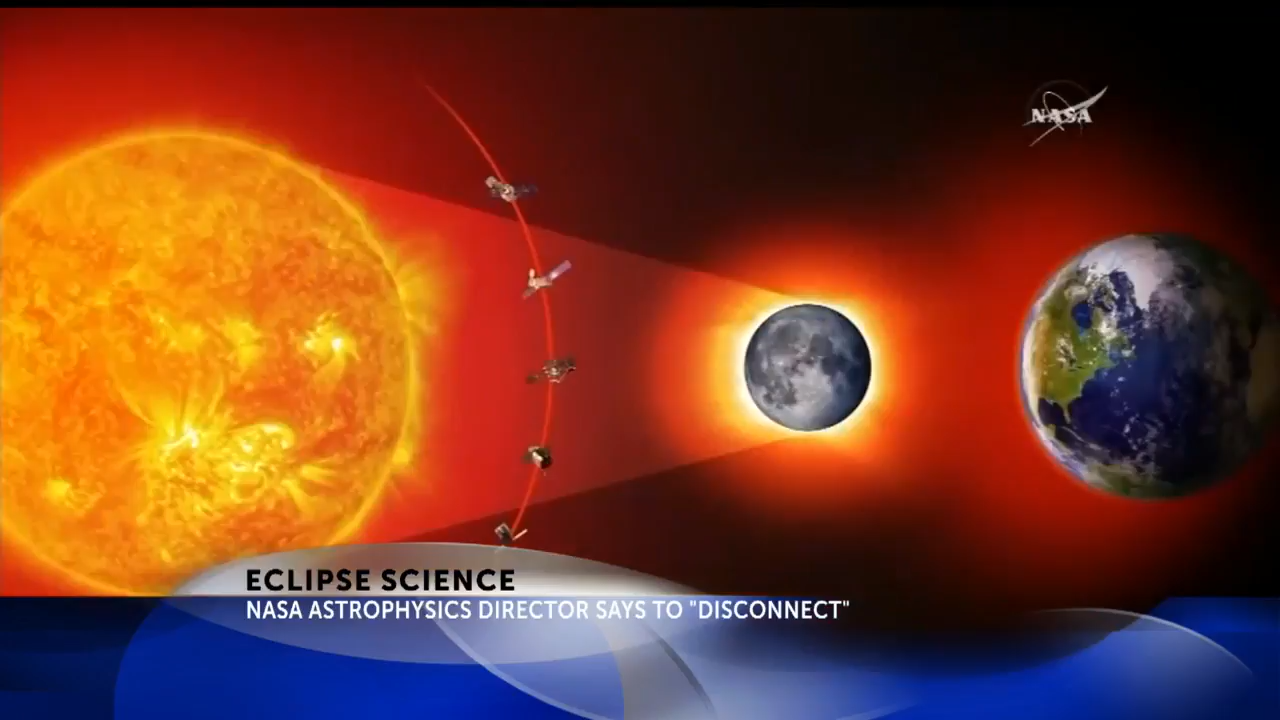 NASA
ECLIPSE SCIENCE
NASA ASTROPHYSICS DIRECTOR SAYS TO "DISCONNECT"